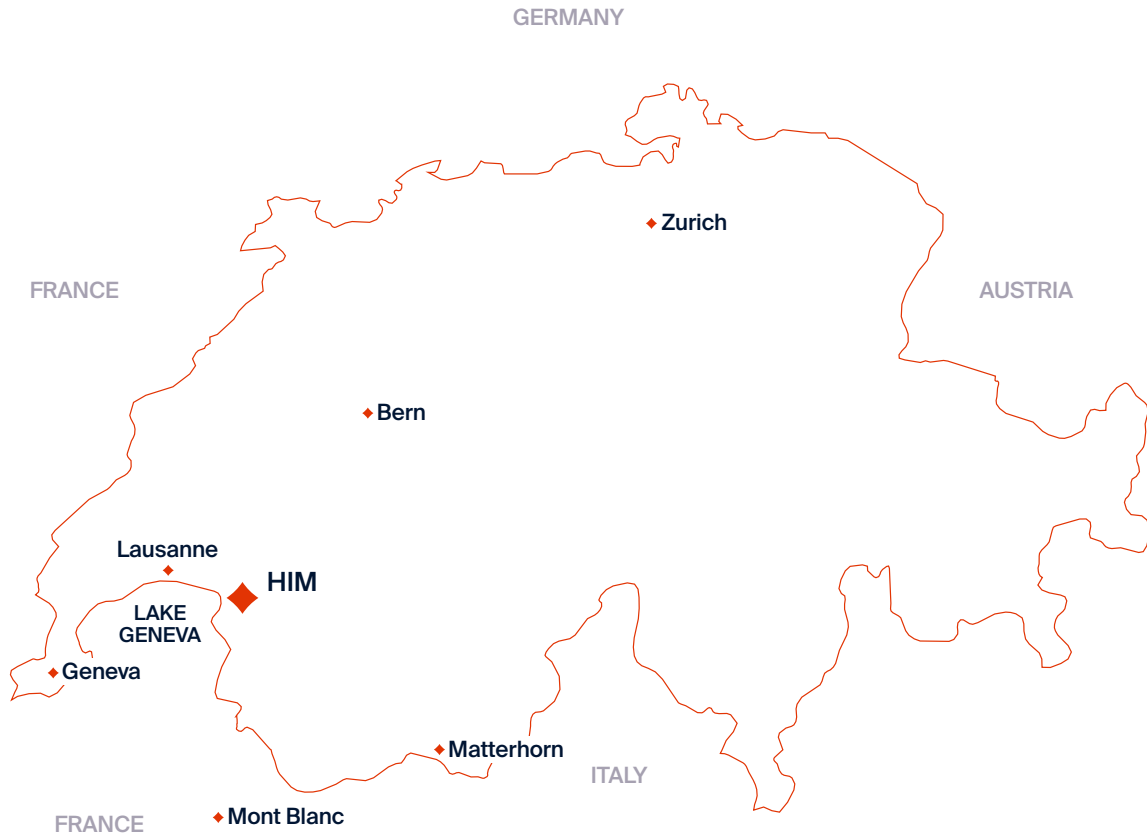 GERMANY
Zurich
FRANCE
AUSTRIA
Bern
Lausanne
HIM
LAKE
GENEVA
Geneva
Matterhorn
ITALY
Mont Blanc
FRANCE